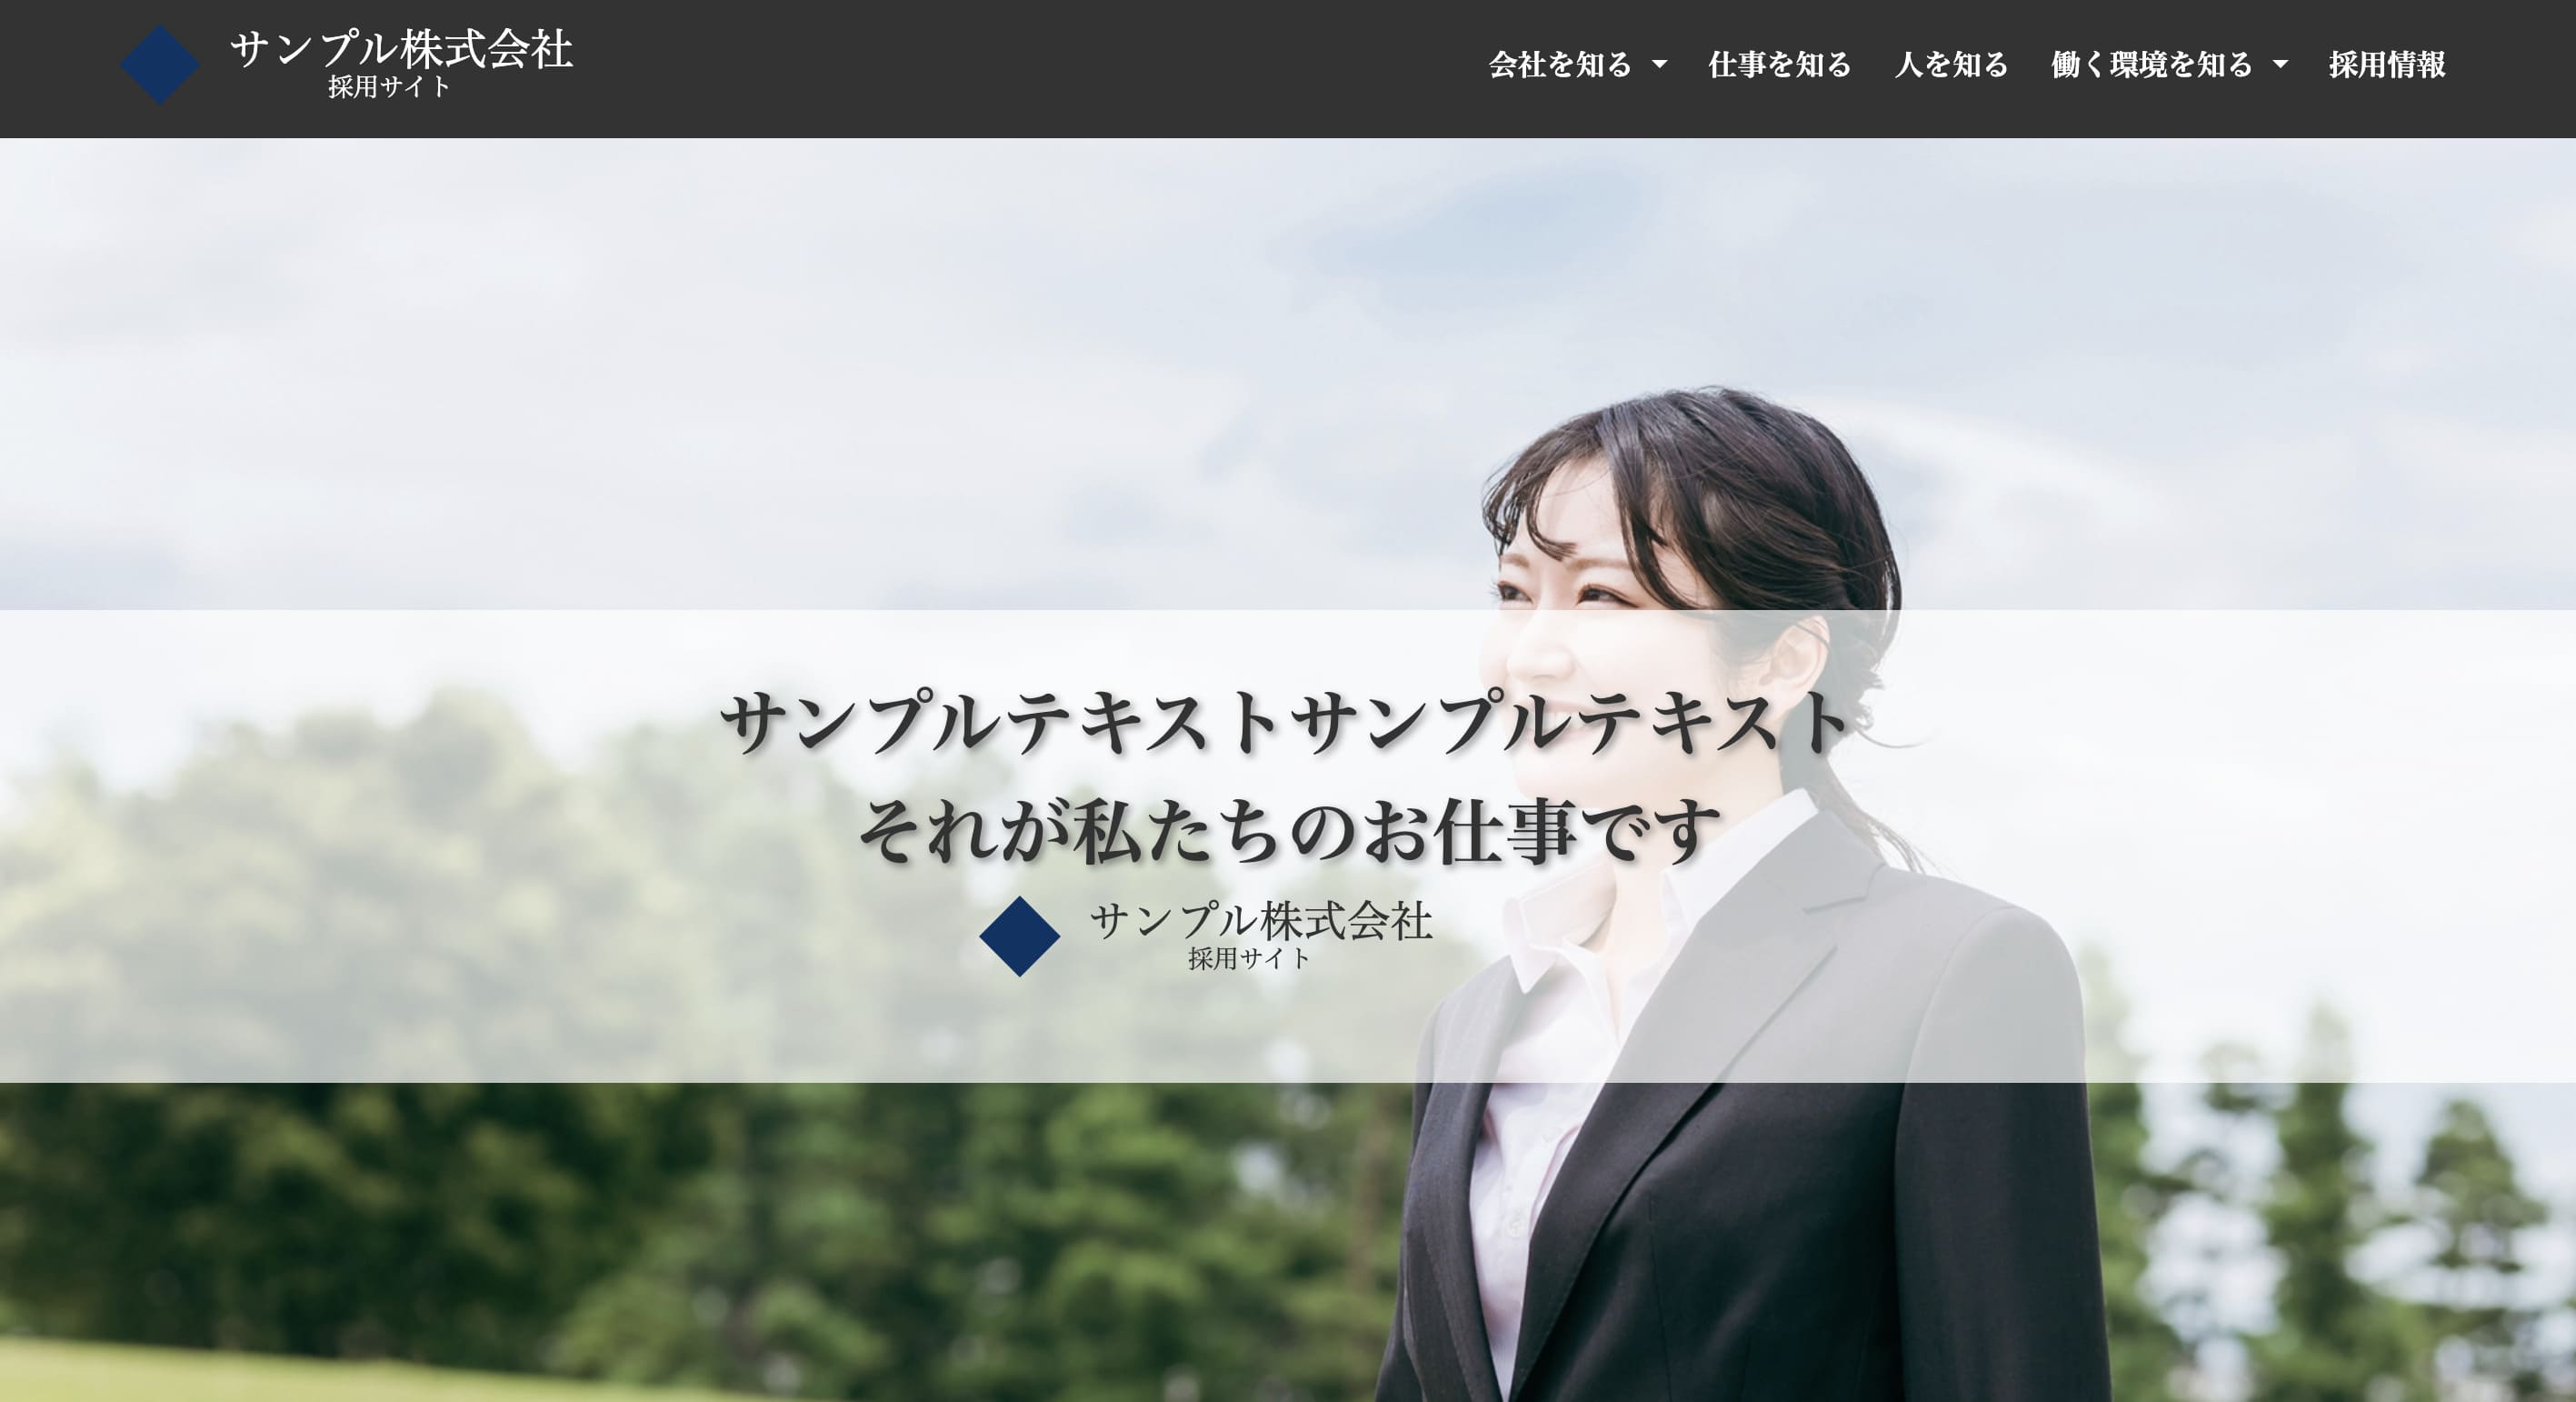 サンプル株式会社
採用サイト
会社を知る
仕事を知る
人を知る
働く環境を知る
採用情報
サンプルテキストサンプルテキスト
それが私たちのお仕事です
サンプル株式会社
採用サイト